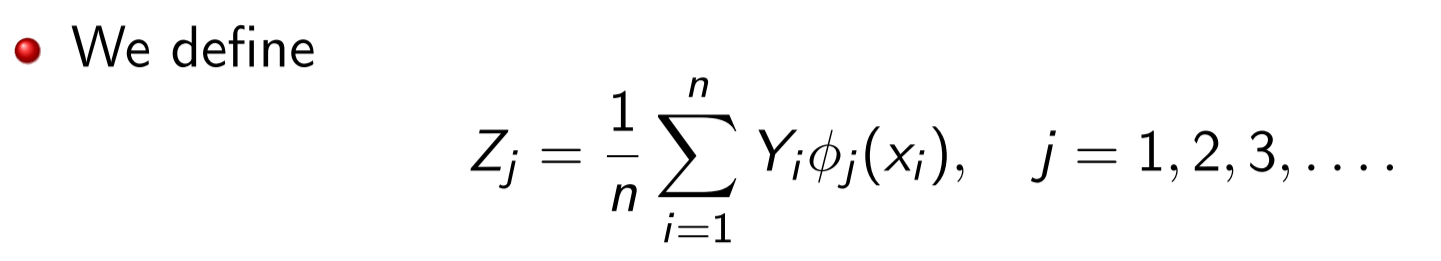 We define
Z_j = \frac{1}{n} \sum_{i=1}^{n} Y_i \phi_j(x_i), \quad j = 1, 2, 3, \ldots.